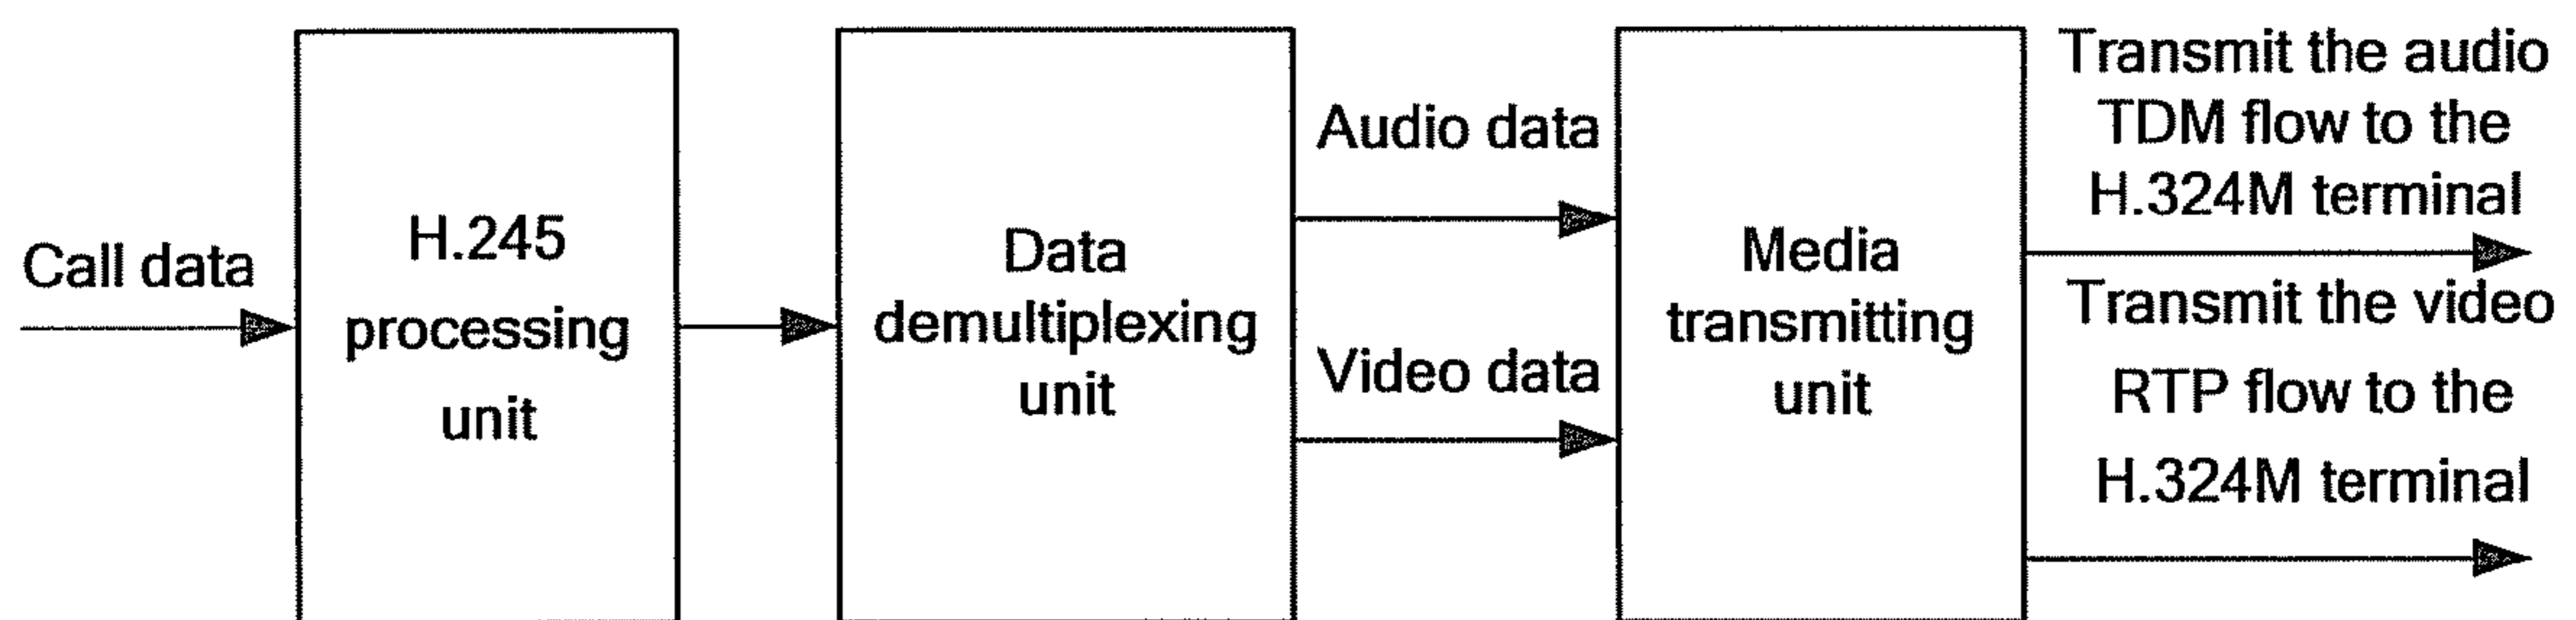 Call data
H.245
processing
unit
Data
demultiplexing
unit
Audio data
Video data
Media
transmitting
unit
Transmit the audio
TDM flow to the
H.324M terminal
Transmit the video
RTP flow to the
H.324M terminal